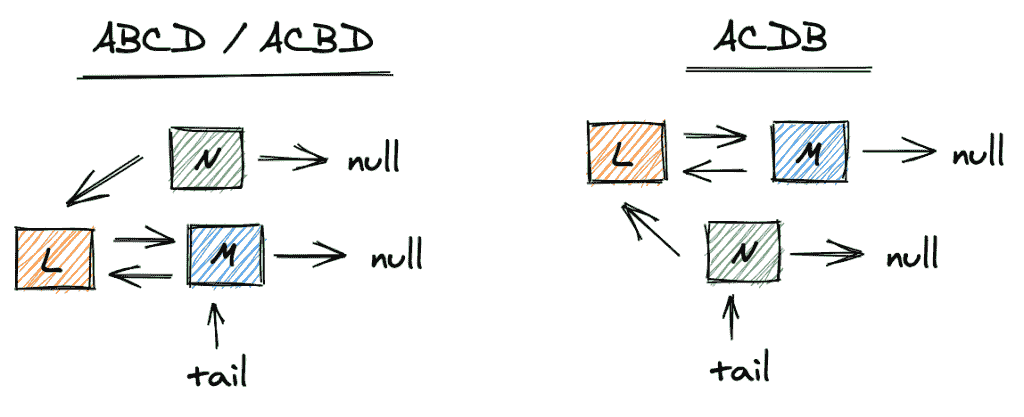 ABCD / ACBD
N
null
L
M
null
tail
ACDB
L
M
null
N
null
tail